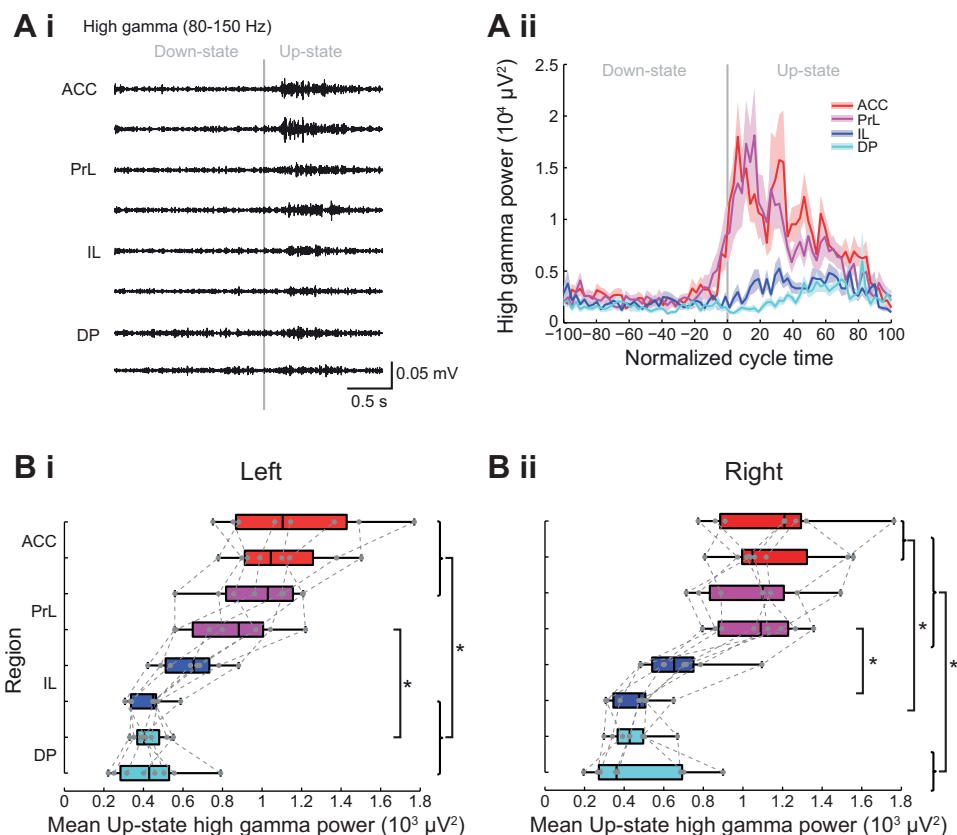 A i
High gamma (80-150 Hz)
Down-state Up-state
ACC
PrL
IL
DP
0.05 mV
0.5 s
A ii
High gamma power (10⁴ μV²)
2.5
2
1.5
1
0.5
0
Down-state Up-state
ACC
PrL
IL
DP
−100 −80 −60 −40 −20 0 20 40 60 80 100
Normalized cycle time
B i
Left
Region
ACC
PrL
IL
DP
*
*
0 0.2 0.4 0.6 0.8 1 1.2 1.4 1.6 1.8
Mean Up-state high gamma power (10³ μV²)
B ii
Right
*
*
*
0 0.2 0.4 0.6 0.8 1 1.2 1.4 1.6 1.8
Mean Up-state high gamma power (10³ μV²)